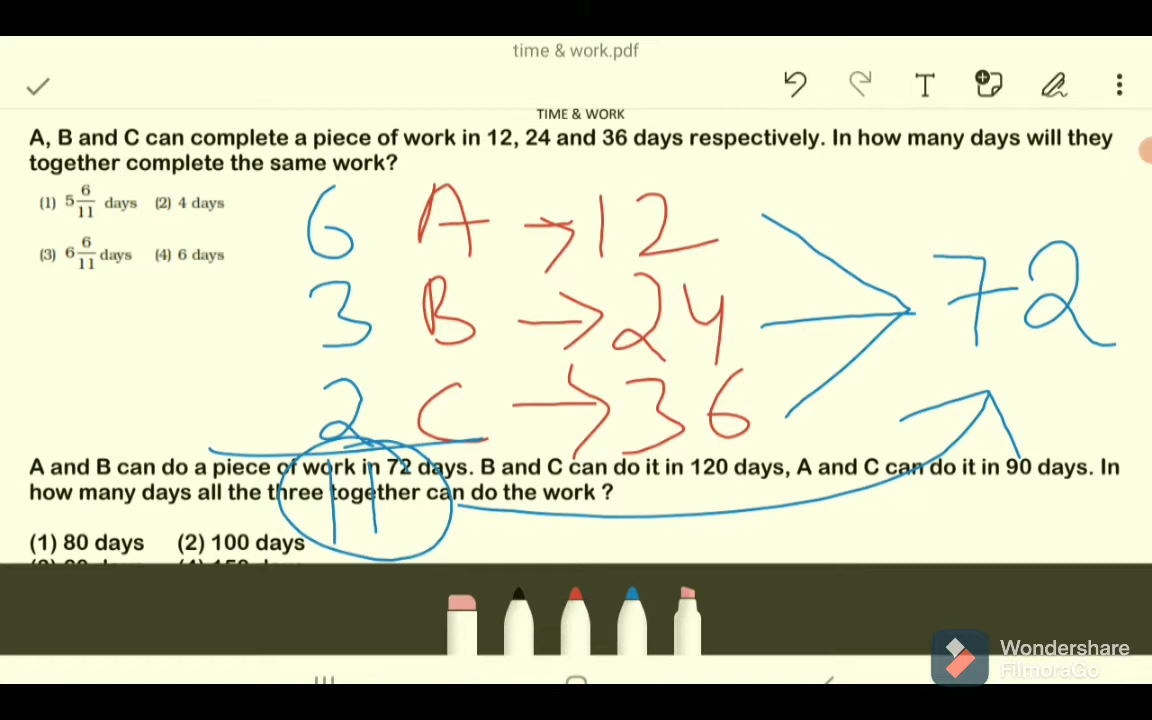 time & work.pdf
TIME & WORK
A, B and C can complete a piece of work in 12, 24 and 36 days respectively. In how many days will they
together complete the same work?
(1) 5 6/11 days (2) 4 days
(3) 6 6/11 days (4) 6 days
6 A → 12
3 B → 24 72
2 C → 36
A and B can do a piece of work in 72 days. B and C can do it in 120 days, A and C can do it in 90 days. In
how many days all the three together can do the work ?
11
(1) 80 days (2) 100 days
Wondershare
FilmoraGo